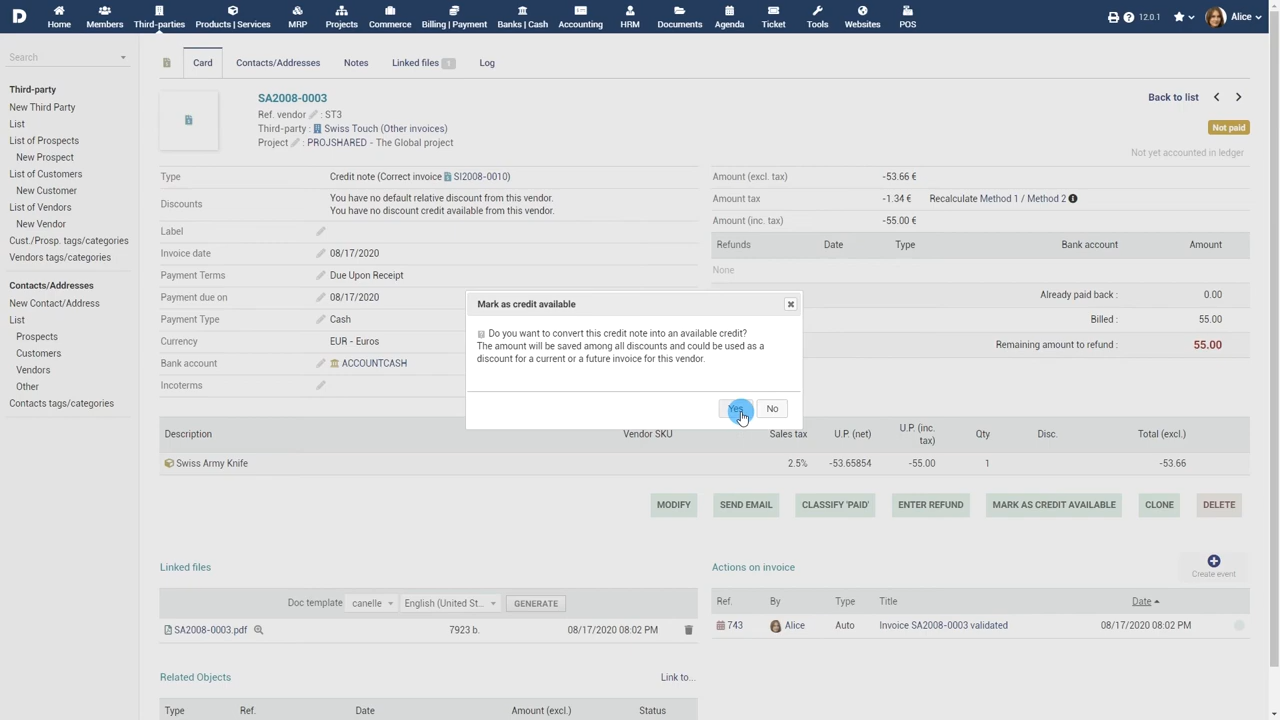 Home
Members
Third-parties
Products | Services
MRP
Projects
Commerce
Billing | Payment
Banks | Cash
Accounting
HRM
Documents
Agenda
Ticket
Tools
Websites
POS
12.0.1
Alice
Search
Third-party
New Third Party
List
List of Prospects
New Prospect
List of Customers
New Customer
List of Vendors
New Vendor
Cust./Prosp. tags/categories
Vendors tags/categories
Contacts/Addresses
New Contact/Address
List
Prospects
Customers
Vendors
Other
Contacts tags/categories
Card
Contacts/Addresses
Notes
Linked files 1
Log
SA2008-0003
Ref. vendor : ST3
Third-party : Swiss Touch (Other invoices)
Project : PROJSHARED - The Global project
Back to list
Not paid
Not yet accounted in ledger
Type Credit note (Correct invoice SI2008-0010)
Discounts You have no default relative discount from this vendor.
You have no discount credit available from this vendor.
Label
Invoice date 08/17/2020
Payment Terms Due Upon Receipt
Payment due on 08/17/2020
Payment Type Cash
Currency EUR - Euros
Bank account ACCOUNTCASH
Incoterms
Amount (excl. tax) -53.66 €
Amount tax -1.34 € Recalculate Method 1 / Method 2
Amount (inc. tax) -55.00 €
Refunds Date Type Bank account Amount
None
Already paid back : 0.00
Billed : 55.00
Remaining amount to refund : 55.00
Mark as credit available
Do you want to convert this credit note into an available credit?
The amount will be saved among all discounts and could be used as a
discount for a current or a future invoice for this vendor.
Yes No
Description Vendor SKU Sales tax U.P. (net) U.P. (inc. tax) Qty Disc. Total (excl.)
Swiss Army Knife 2.5% -53.65854 -55.00 1 -53.66
MODIFY SEND EMAIL CLASSIFY 'PAID' ENTER REFUND MARK AS CREDIT AVAILABLE CLONE DELETE
Linked files
Doc template canelle English (United St... GENERATE
SA2008-0003.pdf 7923 b. 08/17/2020 08:02 PM
Related Objects Link to...
Type Ref. Date Amount (excl.) Status
Actions on invoice
Create event
Ref. By Type Title Date
743 Alice Auto Invoice SA2008-0003 validated 08/17/2020 08:02 PM